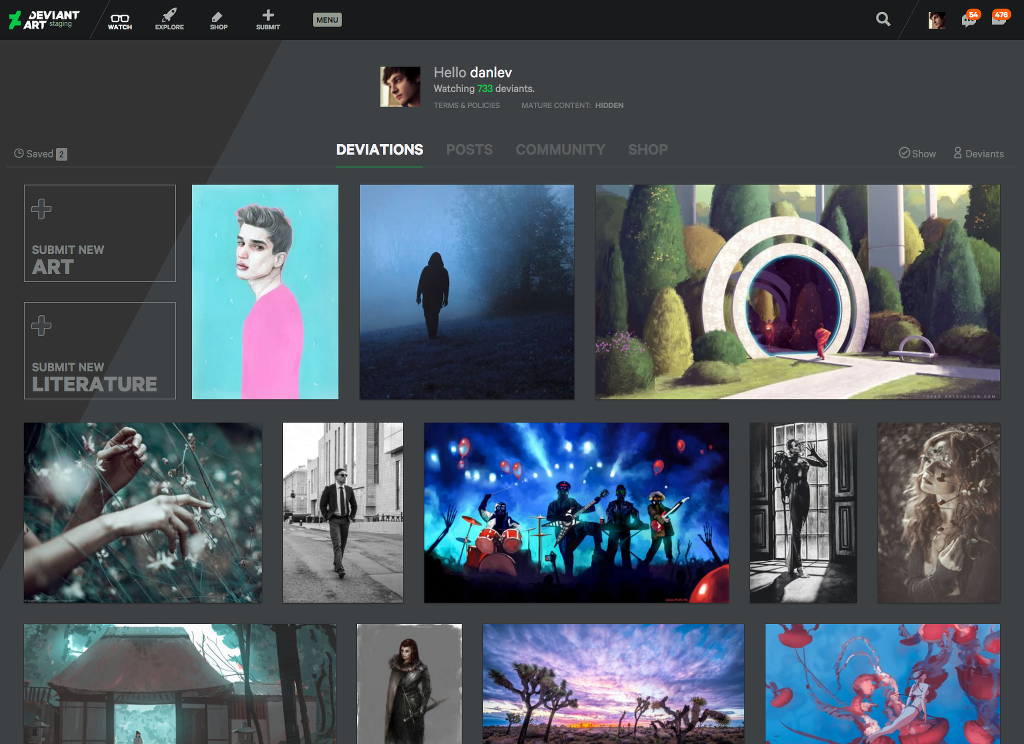 DEVIANT
ART staging
WATCH
EXPLORE
SHOP
SUBMIT
MENU
54
476
Hello danlev
Watching 733 deviants.
TERMS & POLICIES MATURE CONTENT: HIDDEN
Saved 2
DEVIATIONS POSTS COMMUNITY SHOP
Show Deviants
SUBMIT NEW
ART
SUBMIT NEW
LITERATURE